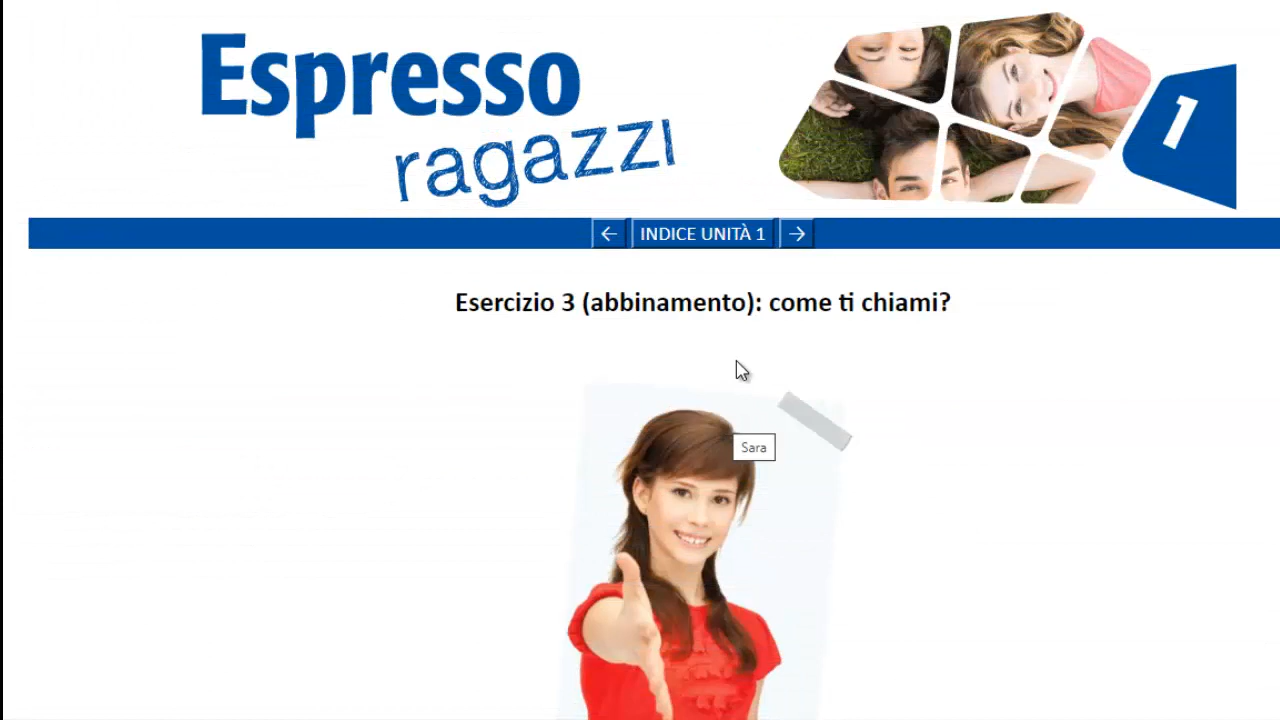 Espresso
ragazzi
1
← INDICE UNITÀ 1 →
Esercizio 3 (abbinamento): come ti chiami?
Sara